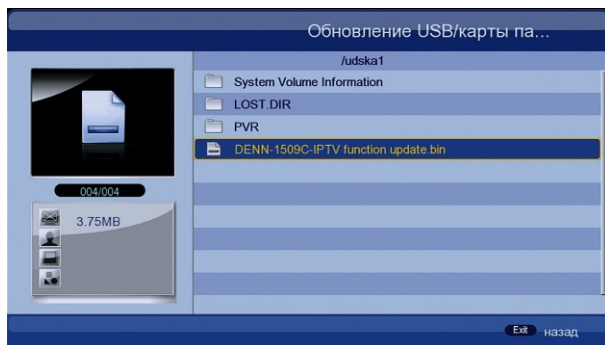 Обновление USB/карты па...
/udska1
System Volume Information
LOST.DIR
PVR
DENN-1509C-IPTV function update.bin
004/004
3.75MB
Exit назад